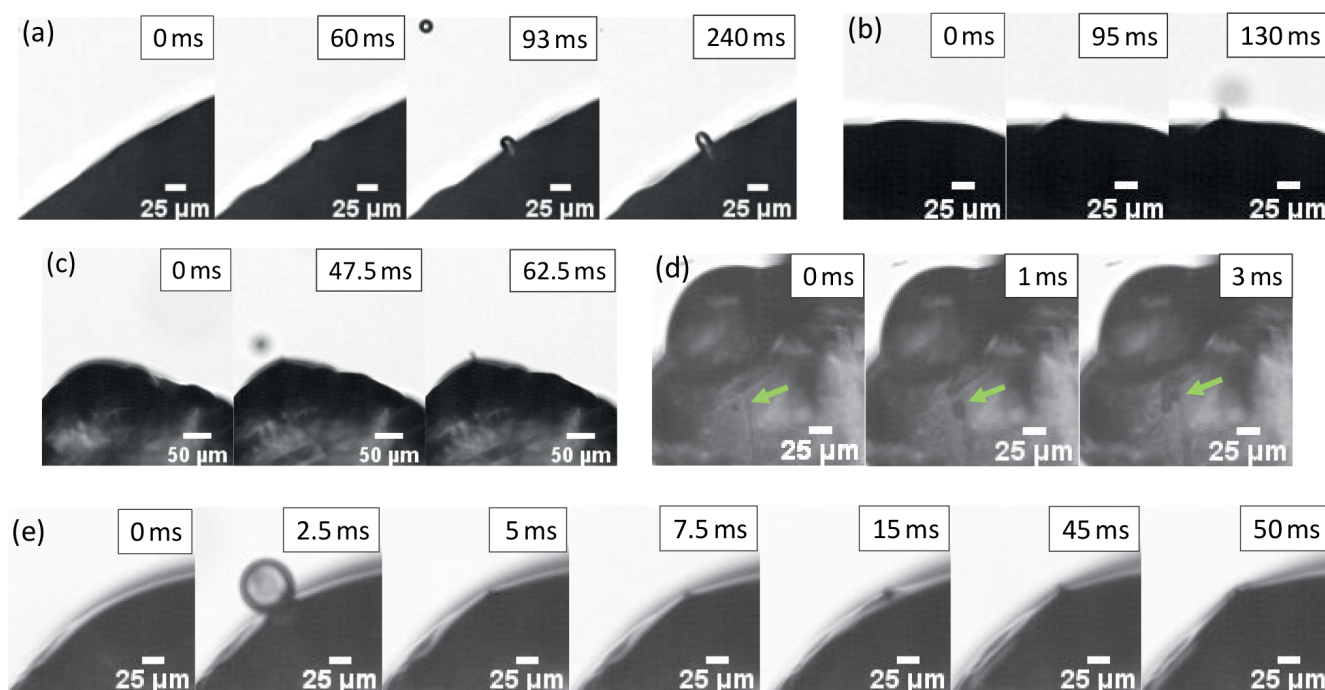 (a) 0 ms 60 ms 93 ms 240 ms
25 µm 25 µm 25 µm 25 µm
(b) 0 ms 95 ms 130 ms
25 µm 25 µm 25 µm
(c) 0 ms 47.5 ms 62.5 ms
50 µm 50 µm 50 µm
(d) 0 ms 1 ms 3 ms
25 µm 25 µm 25 µm
(e) 0 ms 2.5 ms 5 ms 7.5 ms 15 ms 45 ms 50 ms
25 µm 25 µm 25 µm 25 µm 25 µm 25 µm 25 µm